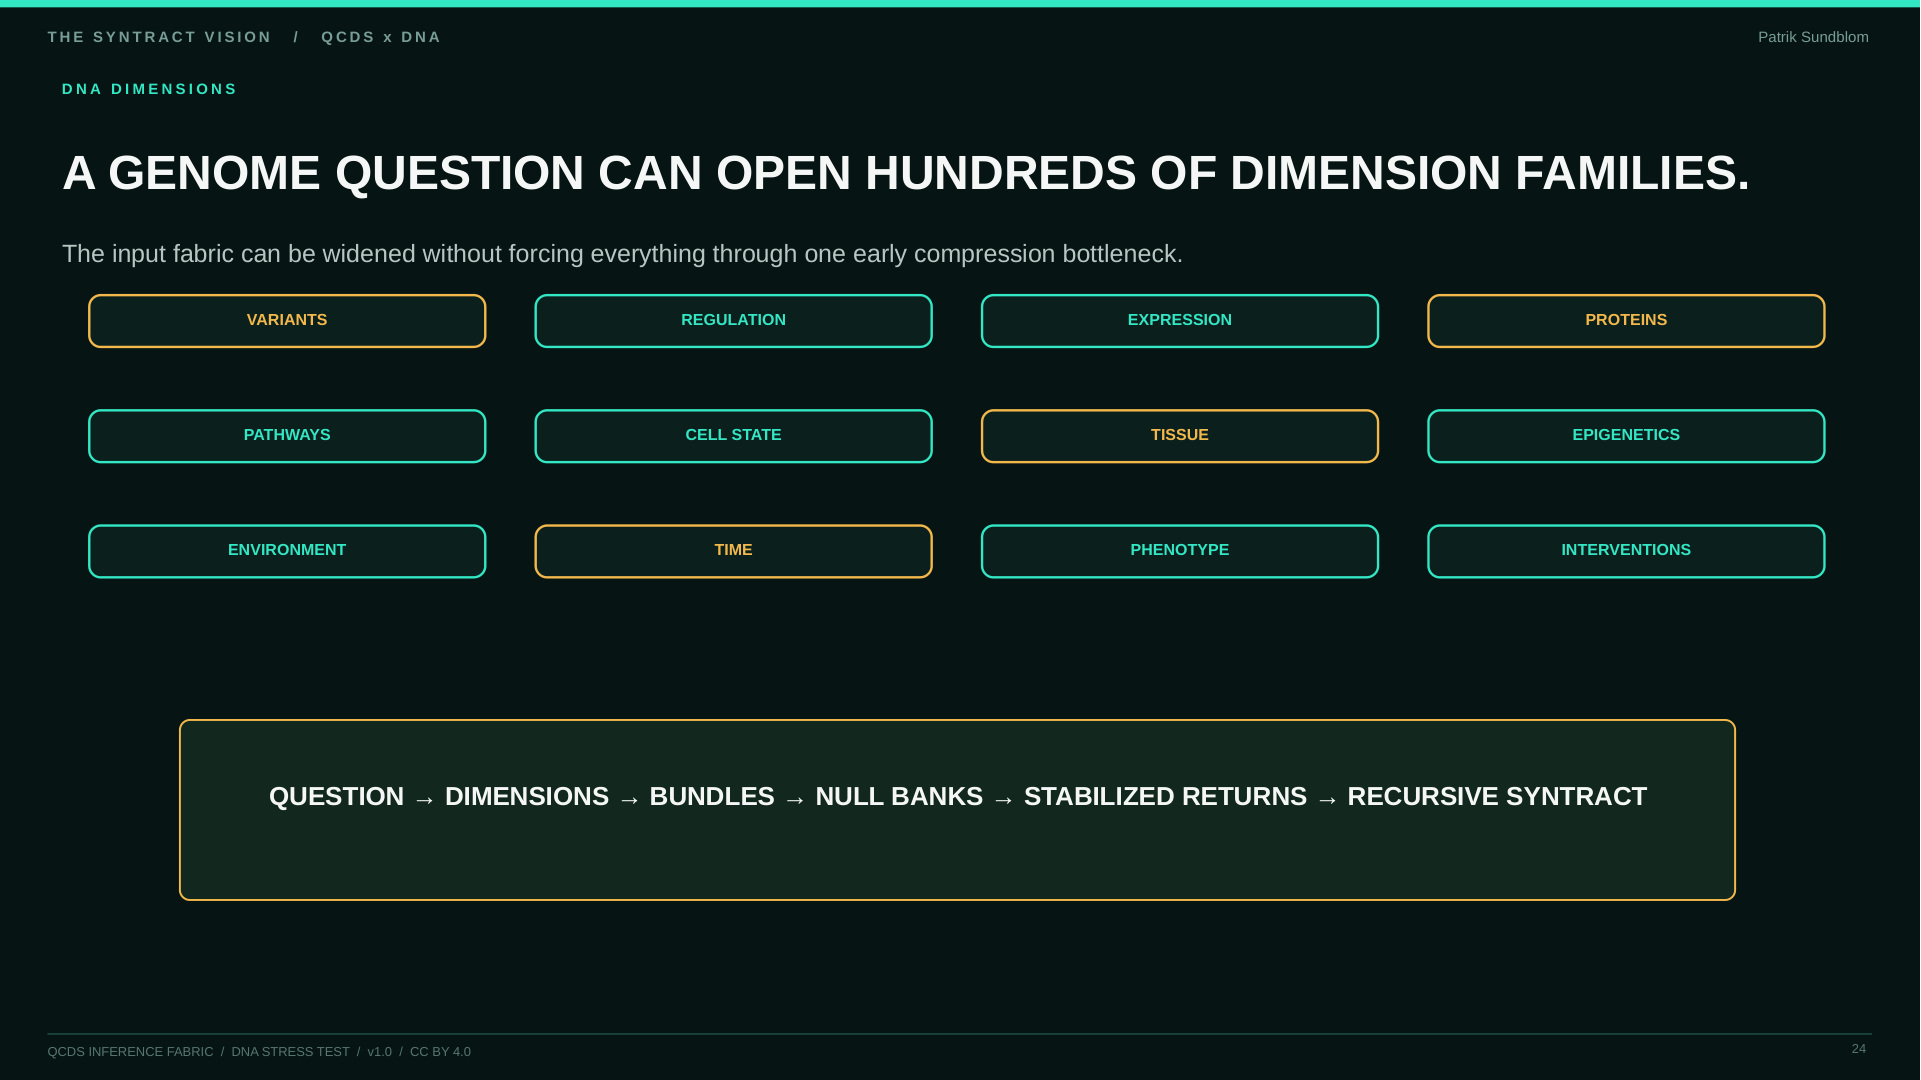 THE SYNTRACT VISION / QCDS x DNA
Patrik Sundblom
DNA DIMENSIONS
A GENOME QUESTION CAN OPEN HUNDREDS OF DIMENSION FAMILIES.
The input fabric can be widened without forcing everything through one early compression bottleneck.
VARIANTS REGULATION EXPRESSION PROTEINS
PATHWAYS CELL STATE TISSUE EPIGENETICS
ENVIRONMENT TIME PHENOTYPE INTERVENTIONS
QUESTION → DIMENSIONS → BUNDLES → NULL BANKS → STABILIZED RETURNS → RECURSIVE SYNTRACT
QCDS INFERENCE FABRIC / DNA STRESS TEST / v1.0 / CC BY 4.0
24